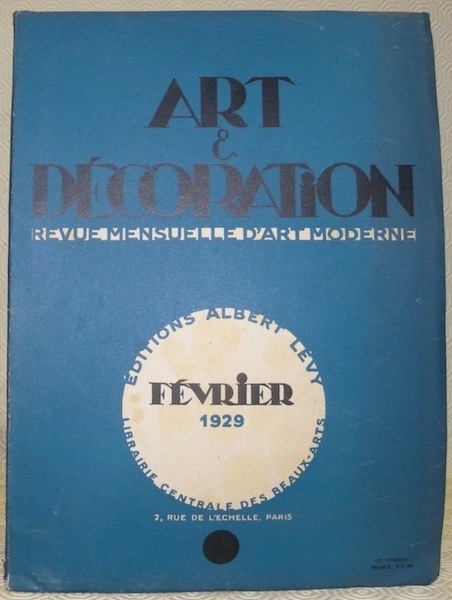 ART
&
DÉCORATiON
REVUE MENSUELLE D'ART MODERNE
ÉDITIONS ALBERT LÉVY
FÉVRIER
1929
LIBRAIRIE CENTRALE DES BEAUX-ARTS
2, RUE DE L'ECHELLE, PARIS